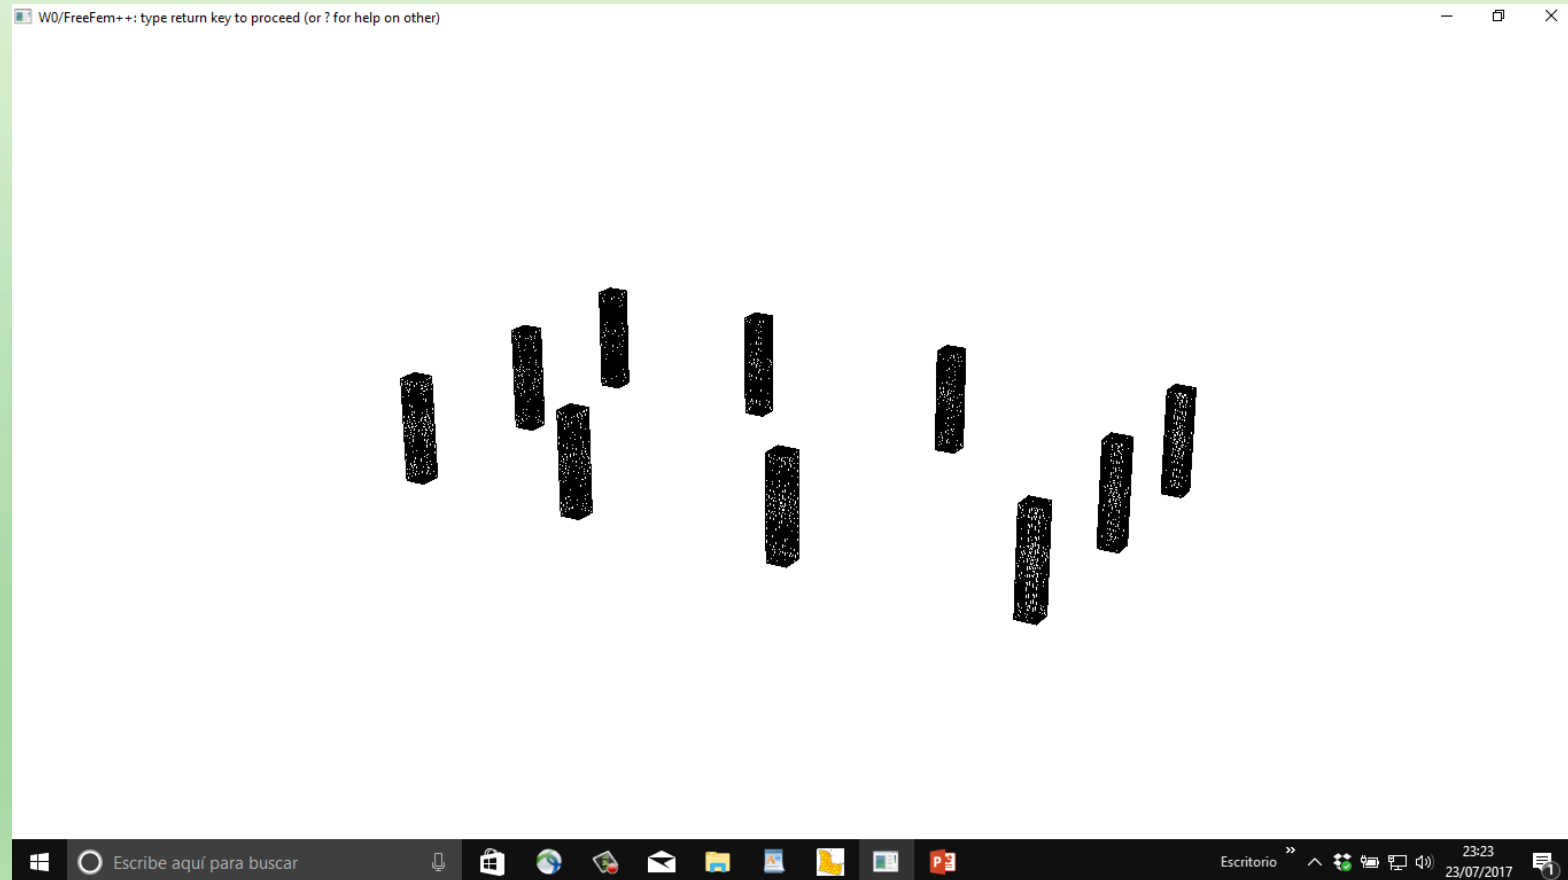 W0/FreeFem++: type return key to proceed (or ? for help on other)
Escribe aquí para buscar
Escritorio
23:23
23/07/2017
1